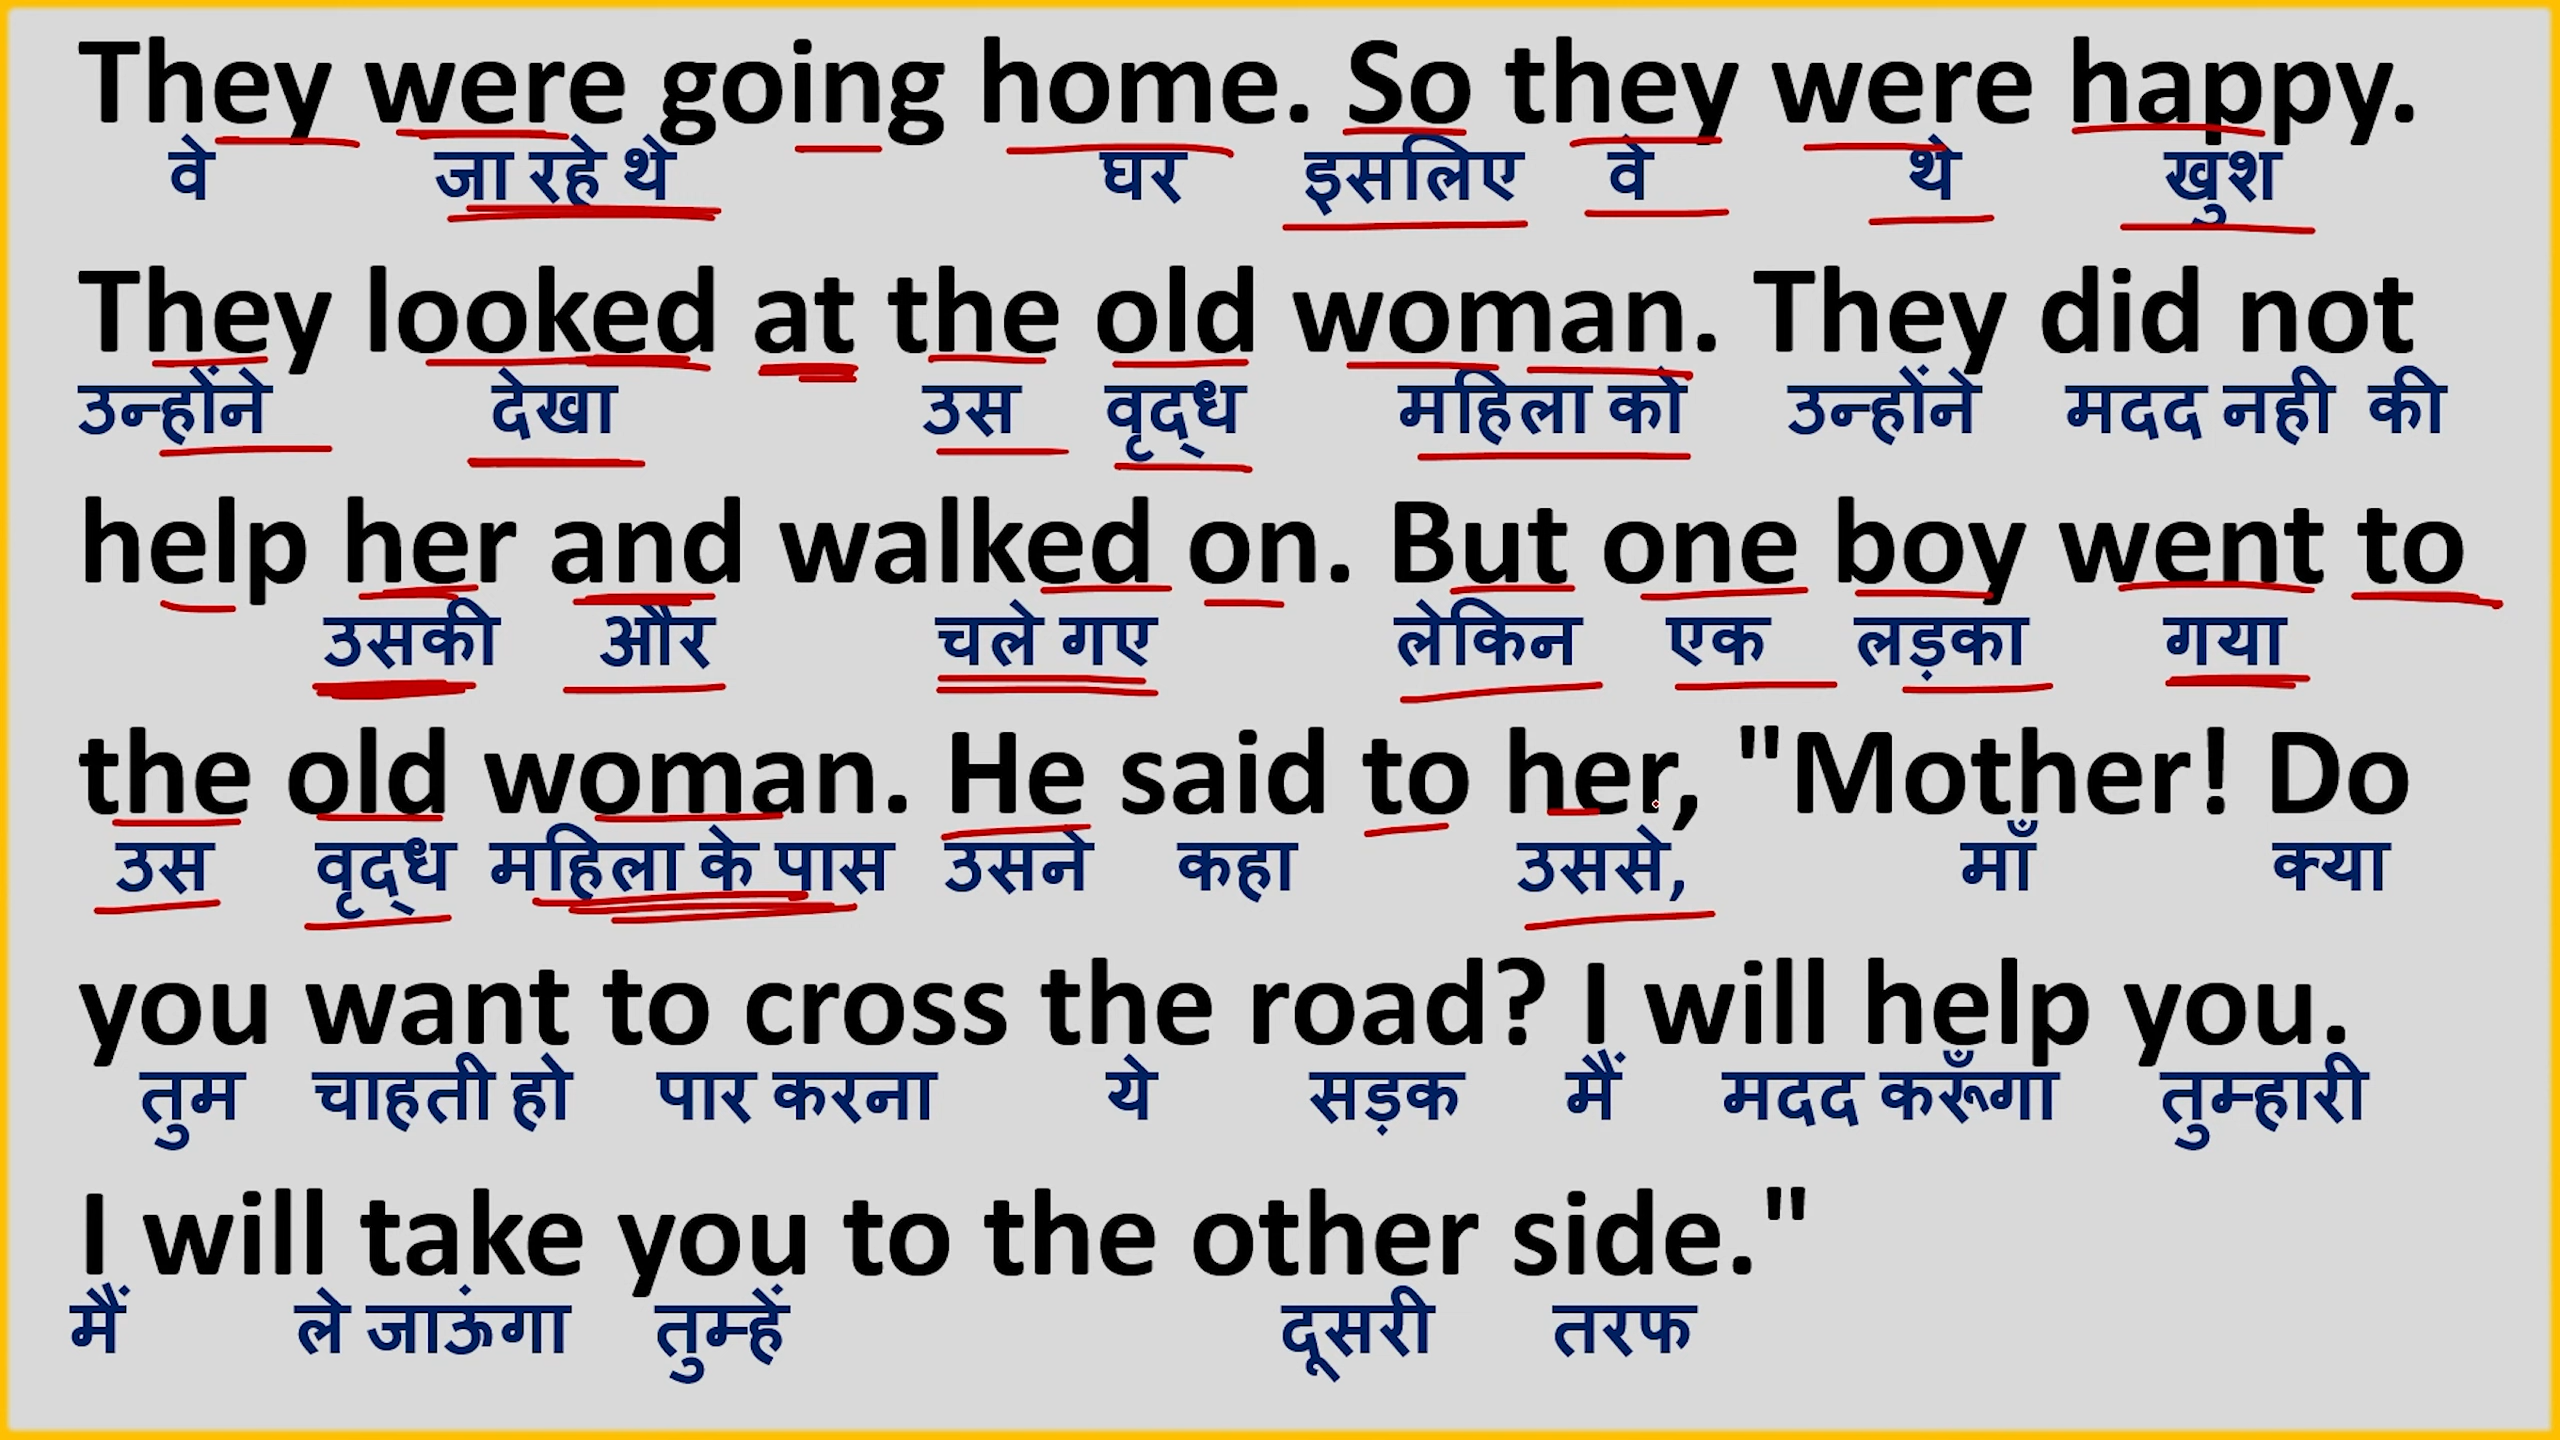 They were going home. So they were happy.
वे जा रहे थे घर इसलिए वे थे खुश
They looked at the old woman. They did not
उन्होंने देखा उस वृद्ध महिला को उन्होंने मदद नही की
help her and walked on. But one boy went to
उसकी और चले गए लेकिन एक लड़का गया
the old woman. He said to her, "Mother! Do
उस वृद्ध महिला के पास उसने कहा उससे, माँ क्या
you want to cross the road? I will help you.
तुम चाहती हो पार करना ये सड़क मैं मदद करूँगा तुम्हारी
I will take you to the other side."
मैं ले जाऊंगा तुम्हें दूसरी तरफ